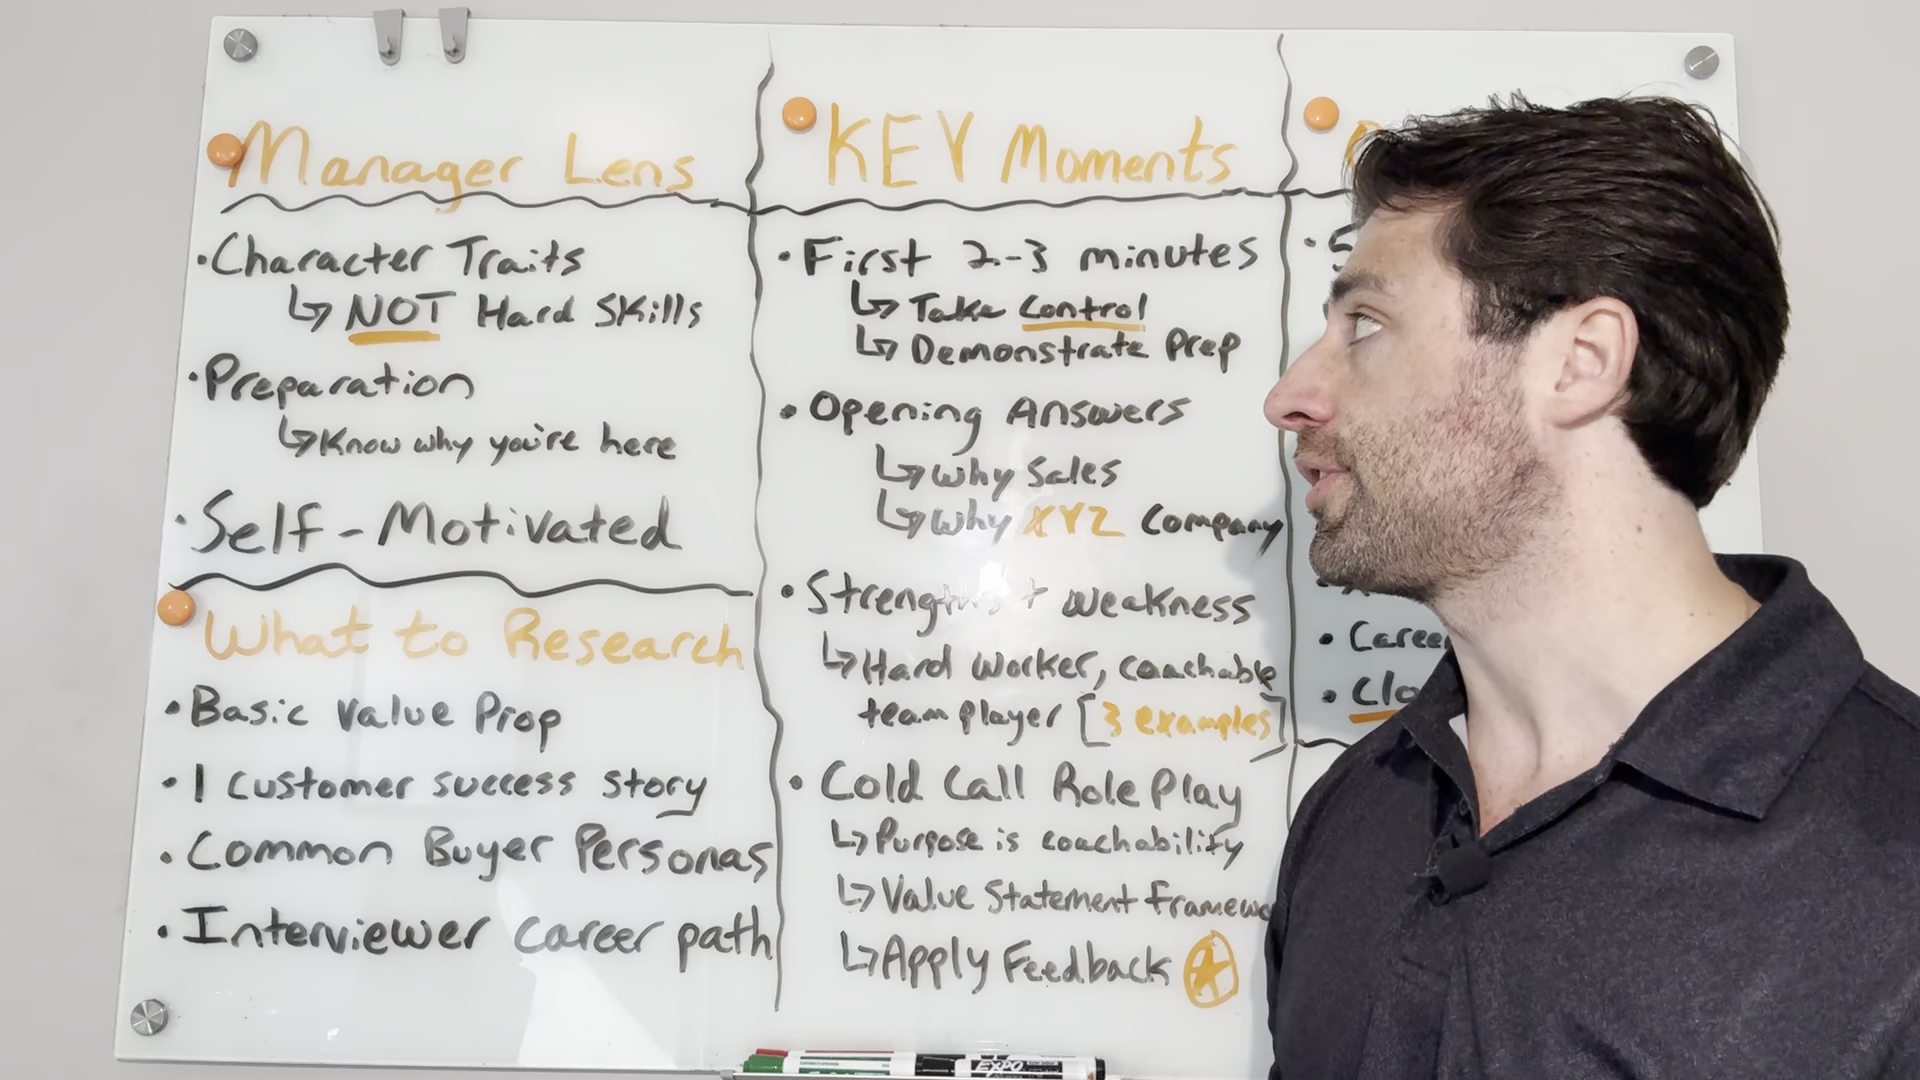 Manager Lens
• Character Traits
↳ NOT Hard Skills
• Preparation
↳ Know why you're here
• Self-Motivated
What to Research
• Basic Value Prop
• 1 Customer success story
• Common Buyer Personas
• Interviewer career path
KEY Moments
• First 2-3 minutes
↳ Take Control
↳ Demonstrate Prep
• Opening Answers
↳ Why Sales
↳ Why XYZ Company
• Strengths + Weakness
↳ Hard Worker, coachable
team player [3 examples]
• Cold Call Role Play
↳ Purpose is coachability
↳ Value Statement
↳ Apply Feedback
• Career
EXPO